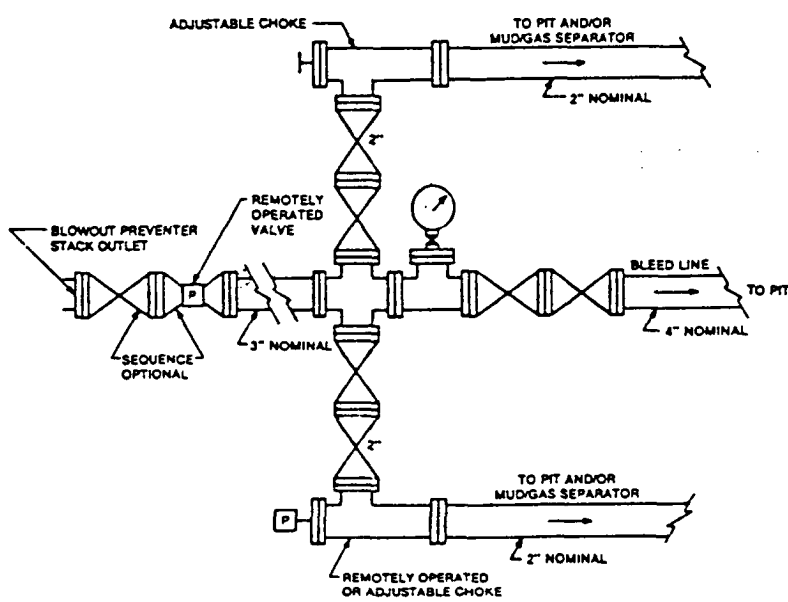 ADJUSTABLE CHOKE
TO PIT AND/OR
MUD/GAS SEPARATOR
2" NOMINAL
2"
REMOTELY
OPERATED
VALVE
BLOWOUT PREVENTER
STACK OUTLET
P
BLEED LINE
TO PIT
4" NOMINAL
3" NOMINAL
SEQUENCE
OPTIONAL
2"
TO PIT AND/OR
MUD/GAS SEPARATOR
P
2" NOMINAL
REMOTELY OPERATED
OR ADJUSTABLE CHOKE